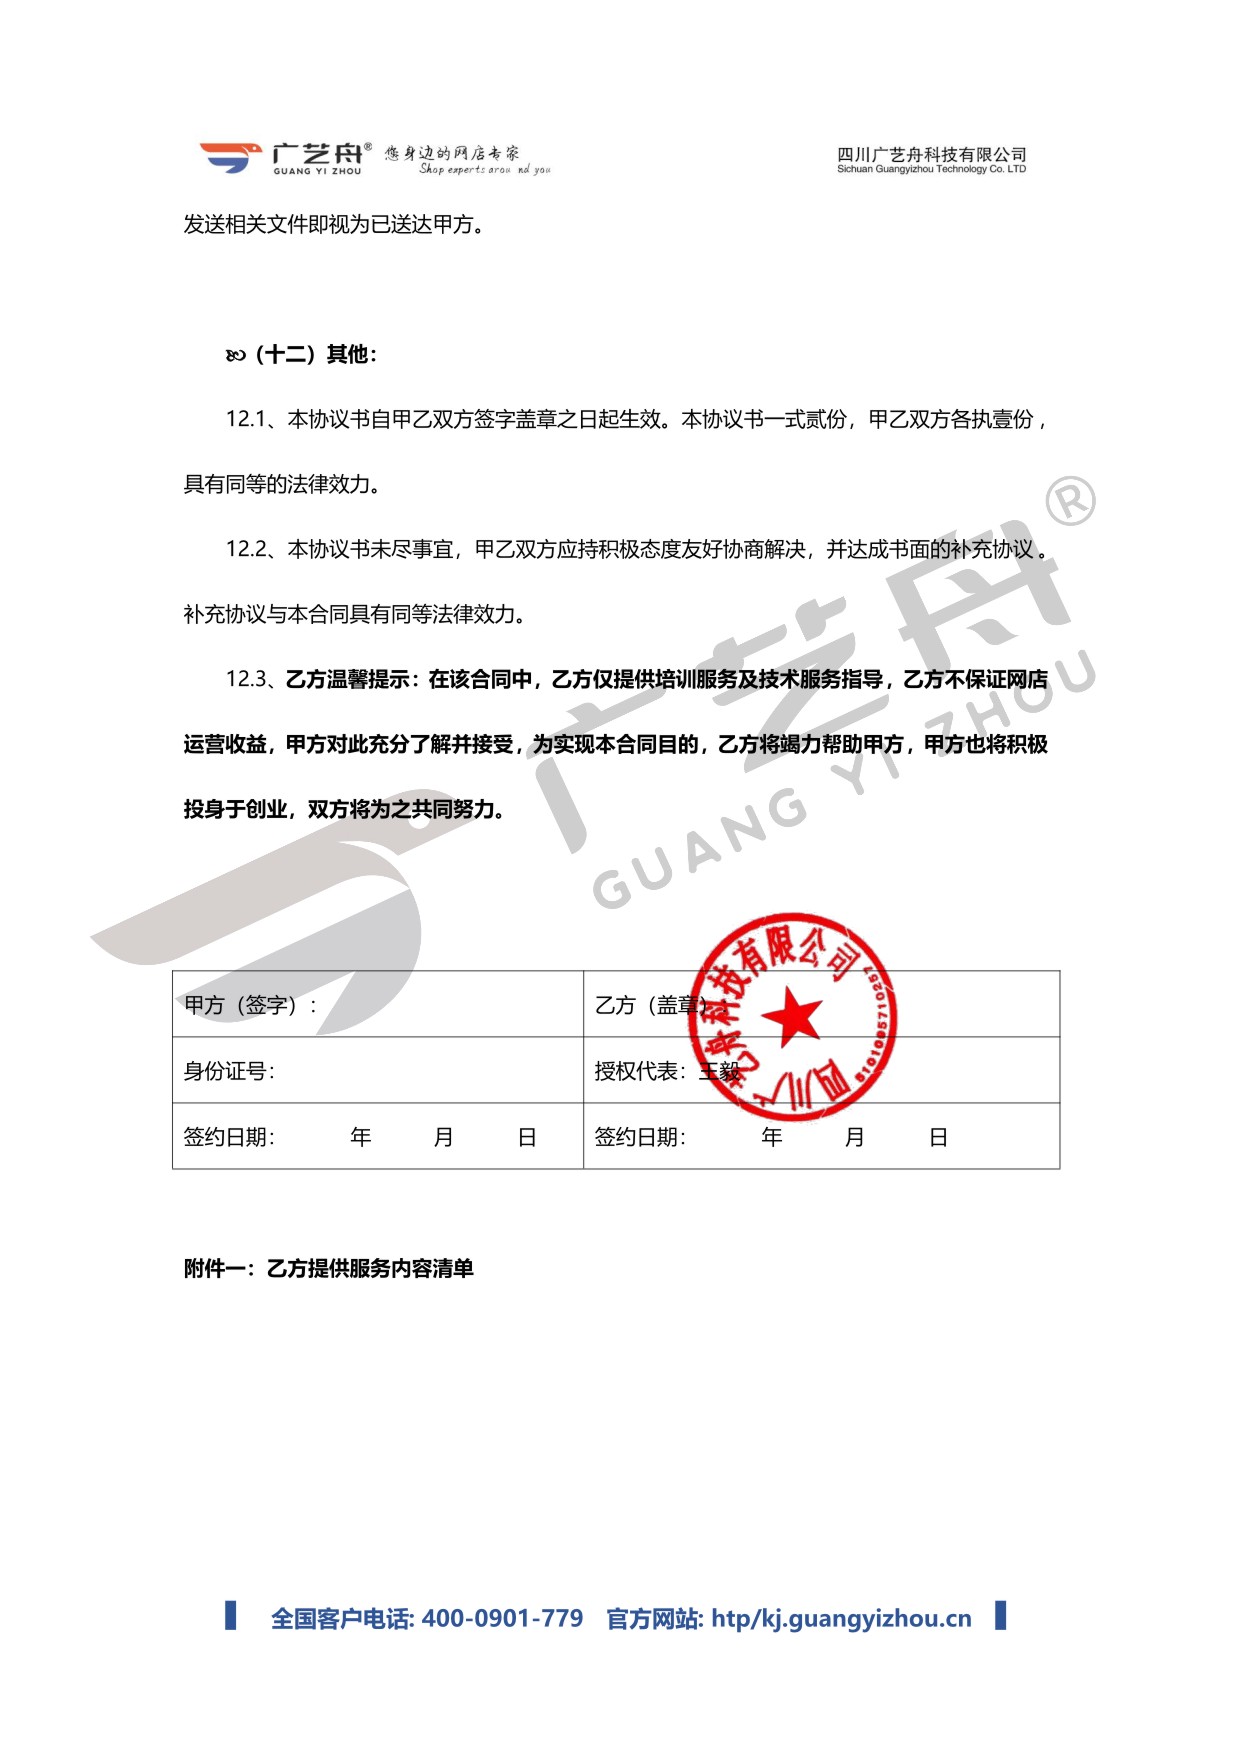 广艺舟® 您身边的网店专家
GUANG YI ZHOU Shop experts arou nd you
四川广艺舟科技有限公司
Sichuan Guangyizhou Technology Co. LTD
发送相关文件即视为已送达甲方。
（十二）其他：
12.1、本协议书自甲乙双方签字盖章之日起生效。本协议书一式贰份，甲乙双方各执壹份，
具有同等的法律效力。
12.2、本协议书未尽事宜，甲乙双方应持积极态度友好协商解决，并达成书面的补充协议。
补充协议与本合同具有同等法律效力。
12.3、乙方温馨提示：在该合同中，乙方仅提供培训服务及技术服务指导，乙方不保证网店
运营收益，甲方对此充分了解并接受，为实现本合同目的，乙方将竭力帮助甲方，甲方也将积极
投身于创业，双方将为之共同努力。
广艺舟®
GUANG YI ZHOU
甲方（签字）： 乙方（盖章）:
身份证号： 授权代表：王毅
签约日期： 年 月 日 签约日期： 年 月 日
四川广艺舟科技有限公司
5101095710257
附件一：乙方提供服务内容清单
全国客户电话: 400-0901-779 官方网站: htp/kj.guangyizhou.cn